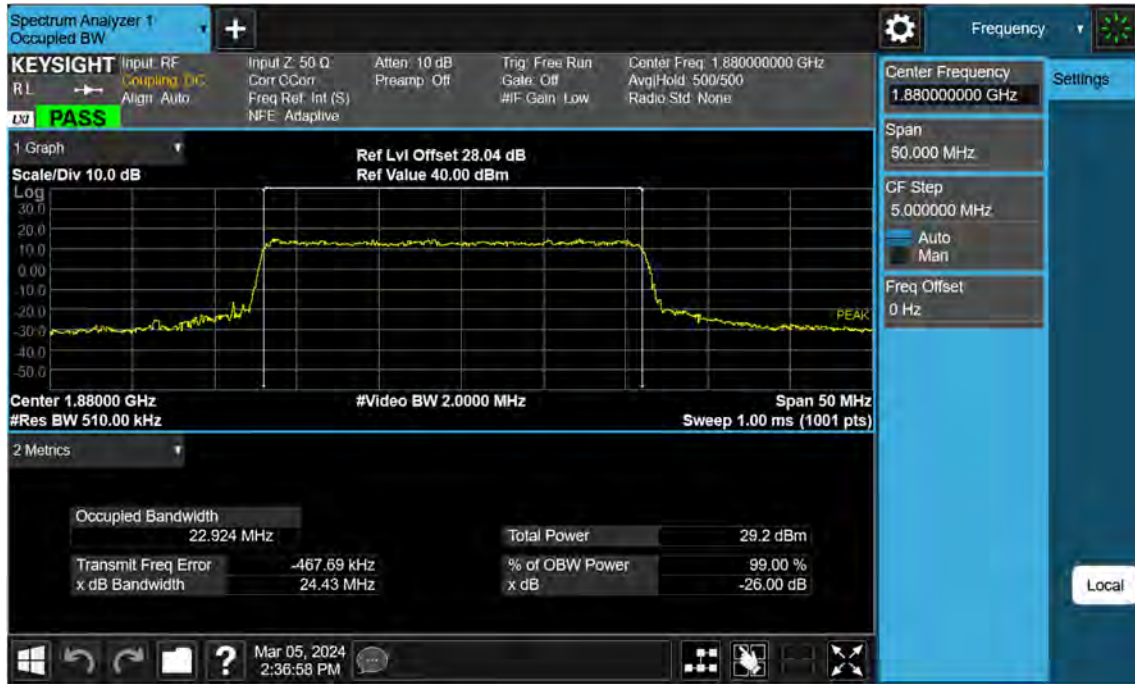 Spectrum Analyzer 1
Occupied BW
+
Frequency
KEYSIGHT
RL
LXI
PASS
Input: RF
Coupling: DC
Align: Auto
Input Z: 50 Ω
Corr CCorr
Freq Ref: Int (S)
NFE: Adaptive
Atten: 10 dB
Preamp: Off
Trig: Free Run
Gate: Off
#IF Gain: Low
Center Freq: 1.880000000 GHz
Avg|Hold: 500/500
Radio Std: None
1 Graph
Scale/Div 10.0 dB
Ref Lvl Offset 28.04 dB
Ref Value 40.00 dBm
Log
30.0
20.0
10.0
0.00
-10.0
-20.0
-30.0
-40.0
-50.0
PEAK
Center 1.88000 GHz
#Video BW 2.0000 MHz
Span 50 MHz
#Res BW 510.00 kHz
Sweep 1.00 ms (1001 pts)
2 Metrics
Occupied Bandwidth
22.924 MHz
Total Power 29.2 dBm
Transmit Freq Error -467.69 kHz
% of OBW Power 99.00 %
x dB Bandwidth 24.43 MHz
x dB -26.00 dB
Center Frequency
1.880000000 GHz
Settings
Span
50.000 MHz
CF Step
5.000000 MHz
Auto
Man
Freq Offset
0 Hz
Local
?
Mar 05, 2024
2:36:58 PM